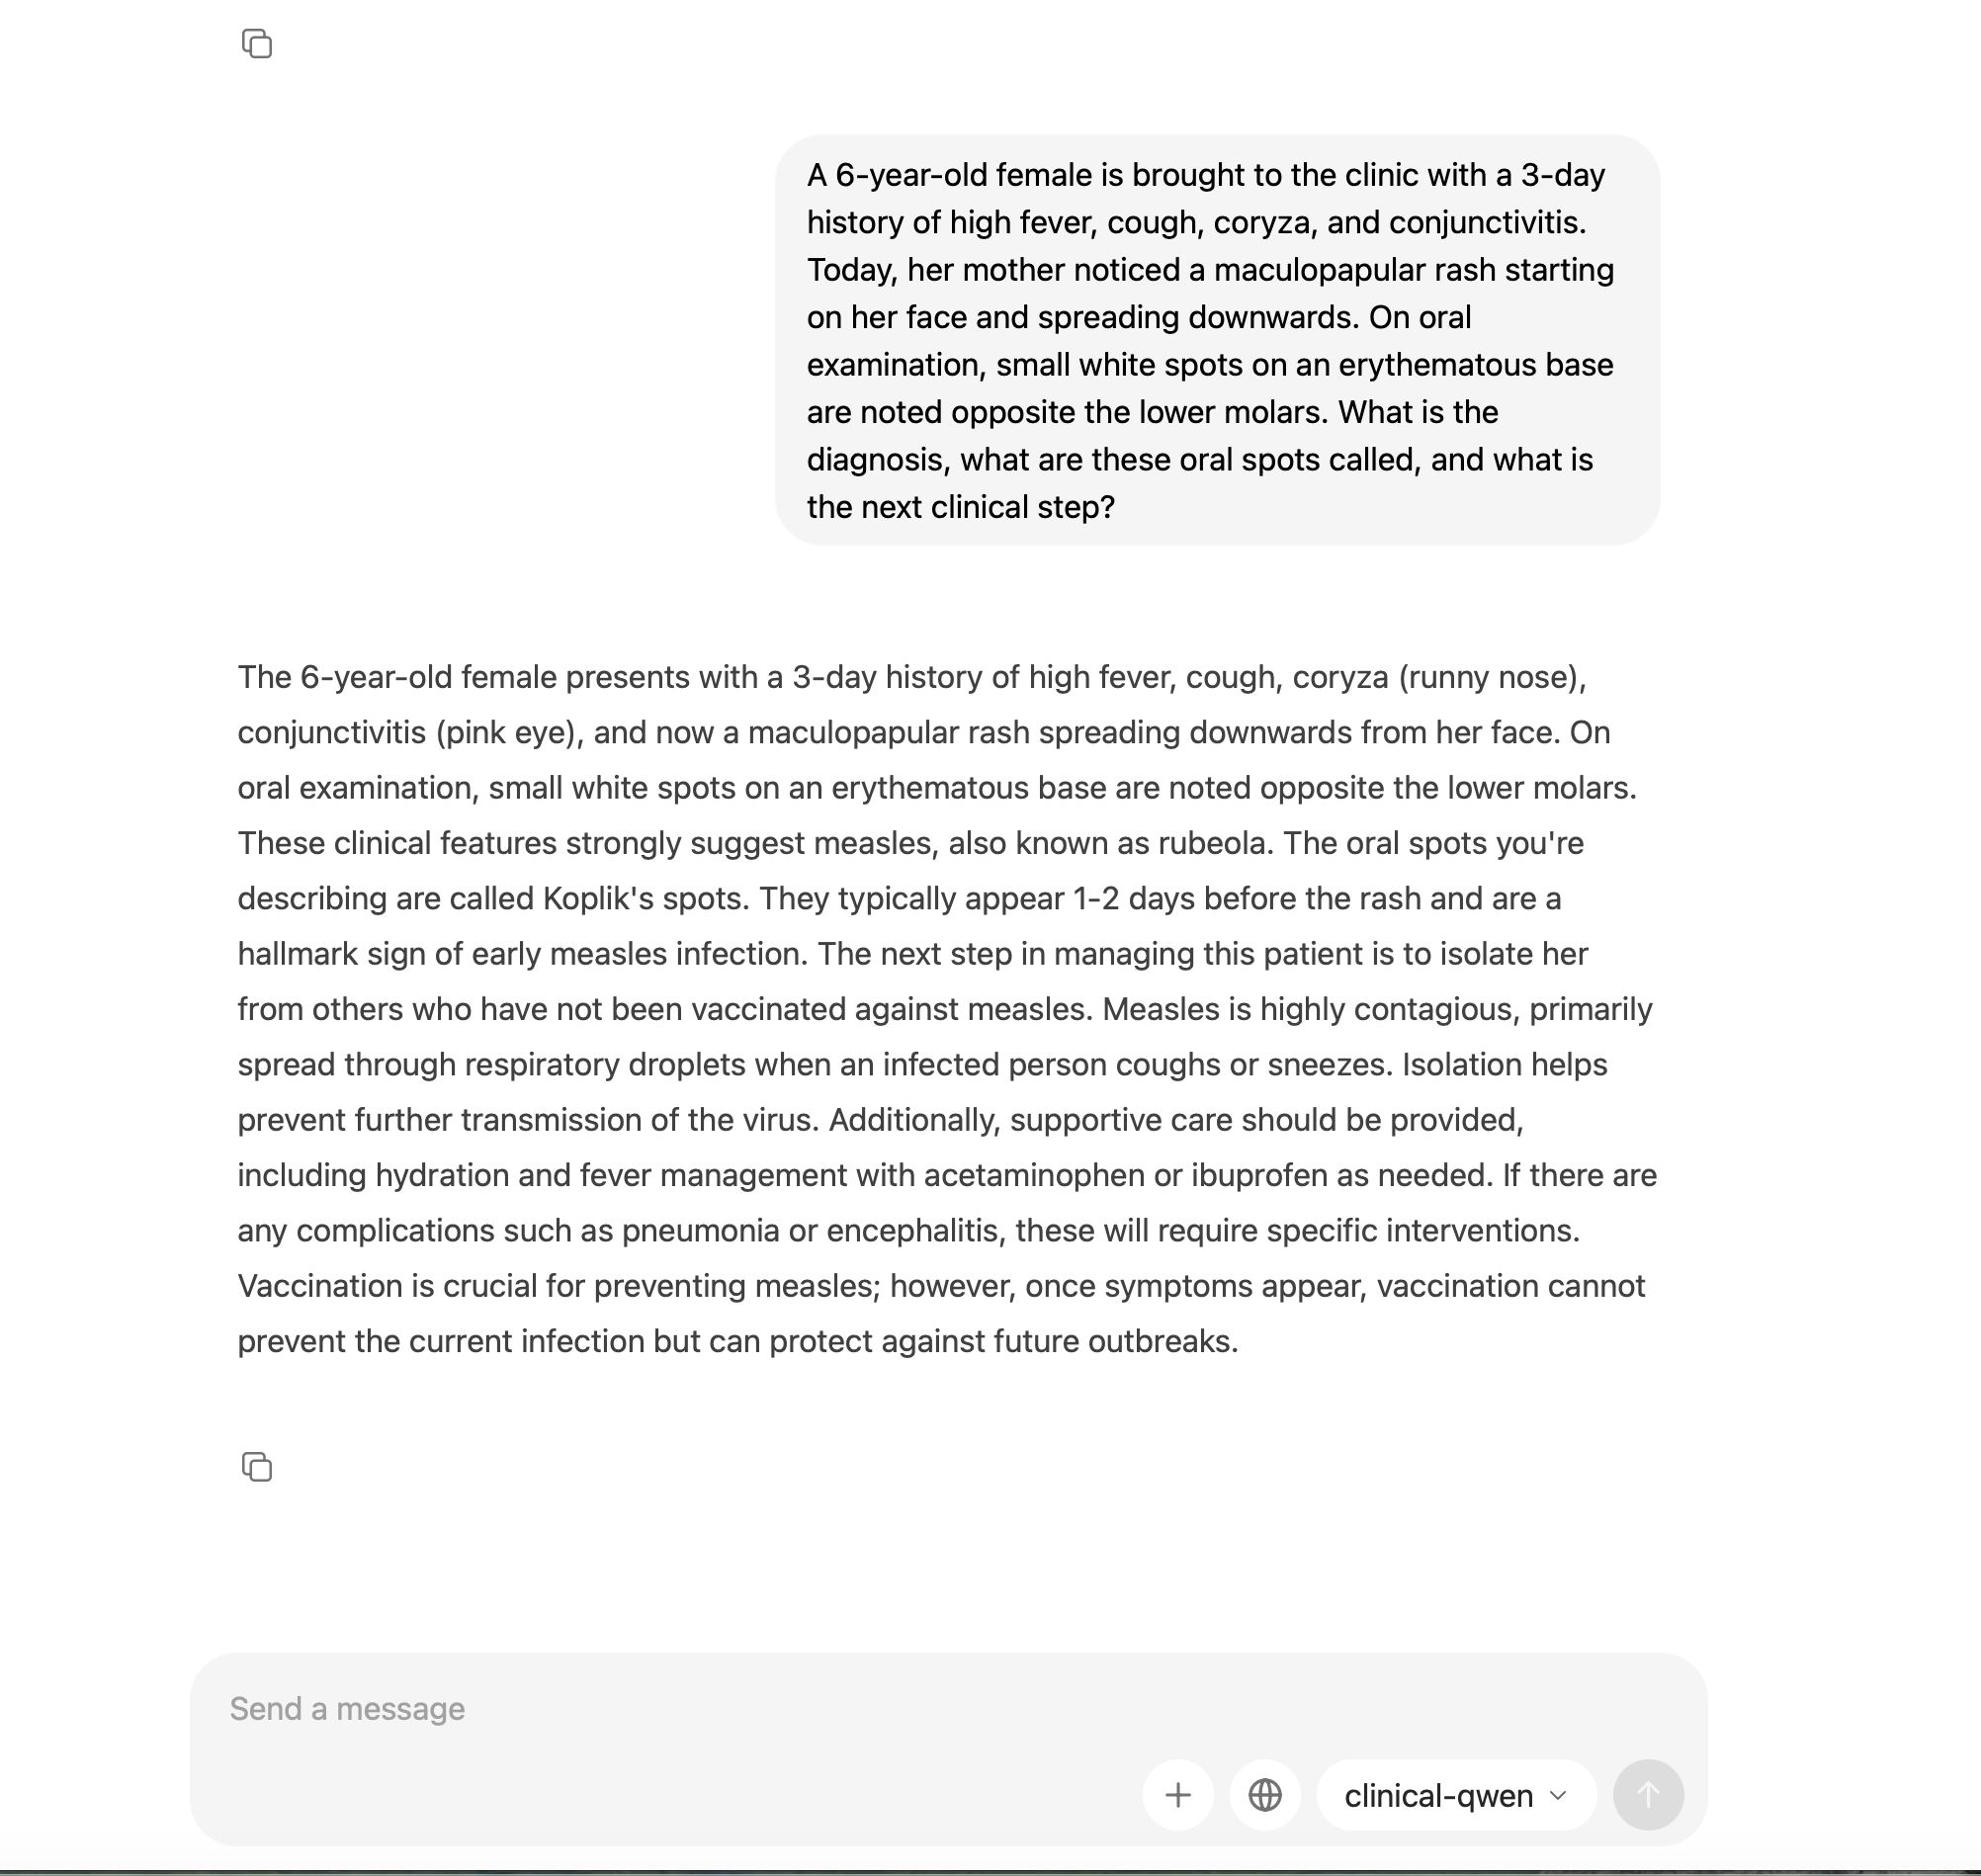 A 6-year-old female is brought to the clinic with a 3-day
history of high fever, cough, coryza, and conjunctivitis.
Today, her mother noticed a maculopapular rash starting
on her face and spreading downwards. On oral
examination, small white spots on an erythematous base
are noted opposite the lower molars. What is the
diagnosis, what are these oral spots called, and what is
the next clinical step?
The 6-year-old female presents with a 3-day history of high fever, cough, coryza (runny nose),
conjunctivitis (pink eye), and now a maculopapular rash spreading downwards from her face. On
oral examination, small white spots on an erythematous base are noted opposite the lower molars.
These clinical features strongly suggest measles, also known as rubeola. The oral spots you're
describing are called Koplik's spots. They typically appear 1-2 days before the rash and are a
hallmark sign of early measles infection. The next step in managing this patient is to isolate her
from others who have not been vaccinated against measles. Measles is highly contagious, primarily
spread through respiratory droplets when an infected person coughs or sneezes. Isolation helps
prevent further transmission of the virus. Additionally, supportive care should be provided,
including hydration and fever management with acetaminophen or ibuprofen as needed. If there are
any complications such as pneumonia or encephalitis, these will require specific interventions.
Vaccination is crucial for preventing measles; however, once symptoms appear, vaccination cannot
prevent the current infection but can protect against future outbreaks.
Send a message
clinical-qwen